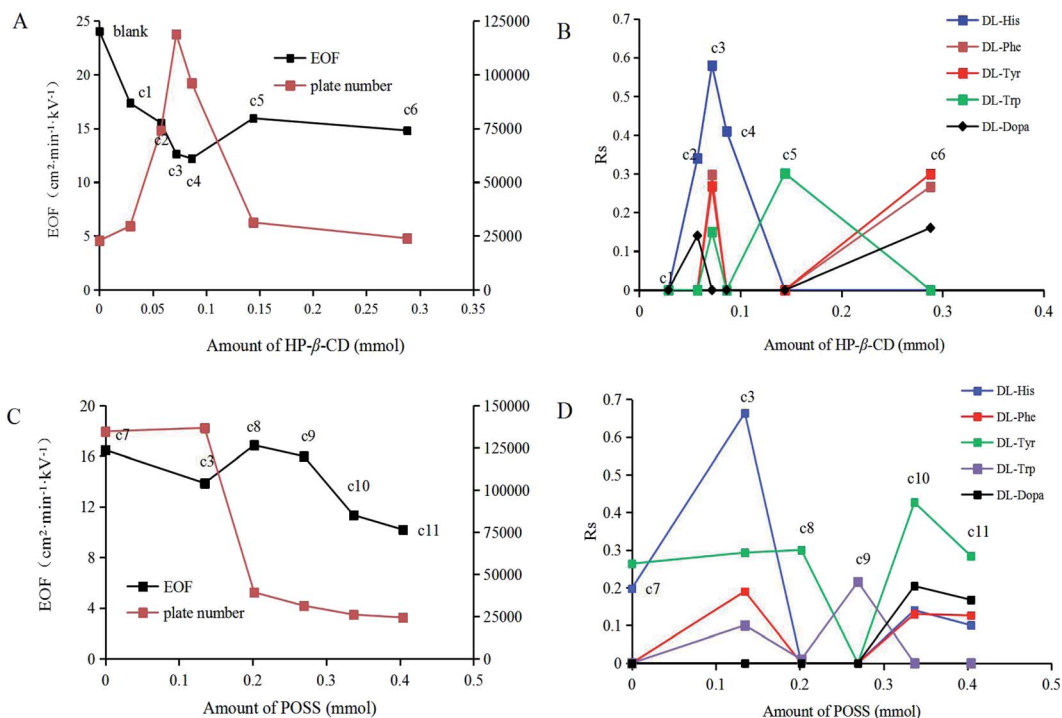 A
EOF (cm²·min⁻¹·kV⁻¹)
25
20
15
10
5
0
blank
c1
c2
c3
c4
c5
c6
EOF
plate number
125000
100000
75000
50000
25000
0
0 0.05 0.1 0.15 0.2 0.25 0.3 0.35
Amount of HP-β-CD (mmol)
B
Rs
0.7
0.6
0.5
0.4
0.3
0.2
0.1
0
c1
c2
c3
c4
c5
c6
DL-His
DL-Phe
DL-Tyr
DL-Trp
DL-Dopa
0 0.1 0.2 0.3 0.4
Amount of HP-β-CD (mmol)
C
EOF (cm²·min⁻¹·kV⁻¹)
20
16
12
8
4
0
c7
c3
c8
c9
c10
c11
EOF
plate number
150000
125000
100000
75000
50000
25000
0
0 0.1 0.2 0.3 0.4 0.5
Amount of POSS (mmol)
D
Rs
0.7
0.6
0.5
0.4
0.3
0.2
0.1
0
c7
c3
c8
c9
c10
c11
DL-His
DL-Phe
DL-Tyr
DL-Trp
DL-Dopa
0 0.1 0.2 0.3 0.4 0.5
Amount of POSS (mmol)